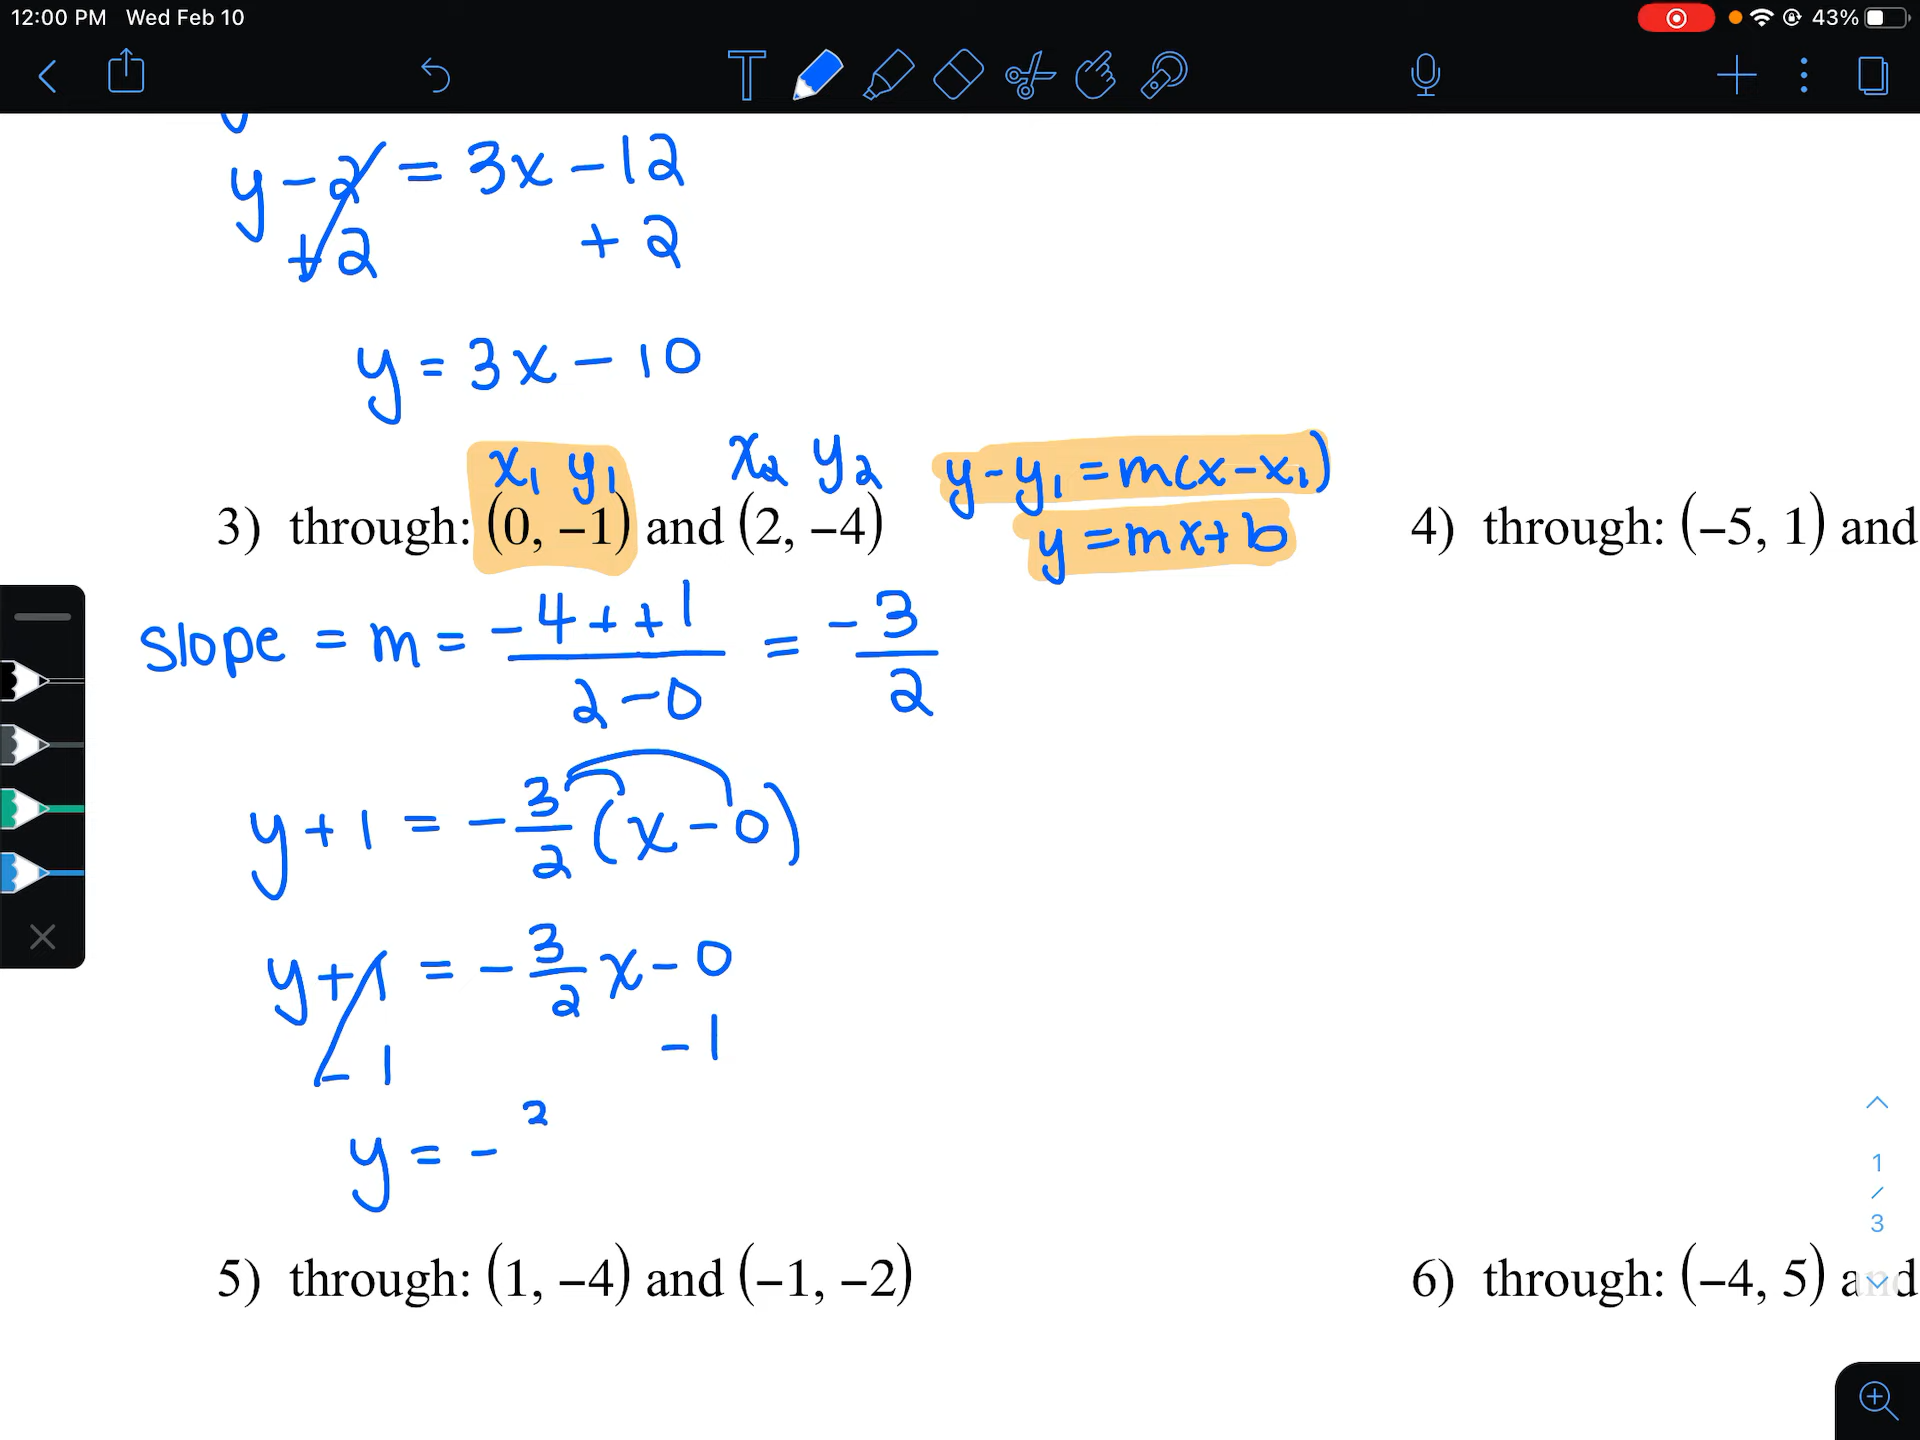 12:00 PM Wed Feb 10
43%
T
y - 2 = 3x - 12
+2 + 2
y = 3x - 10
x1 y1 x2 y2 y - y1 = m(x - x1)
3) through: (0, −1) and (2, −4) y = mx + b 4) through: (−5, 1) and
Slope = m = -4 + +1 / 2 - 0 = -3 / 2
y + 1 = -3/2 (x - 0)
y + 1 = -3/2 x - 0
- 1 - 1
y = - 2
1
/
3
5) through: (1, −4) and (−1, −2) 6) through: (−4, 5) and